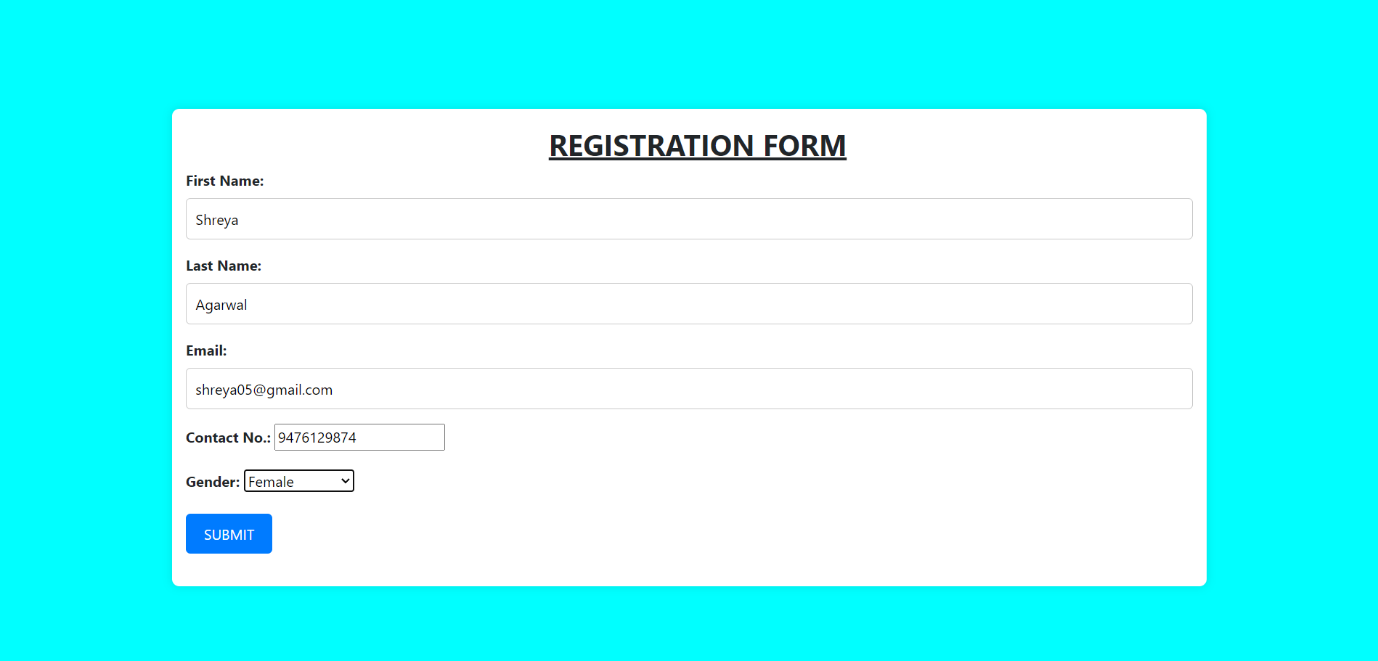 REGISTRATION FORM
First Name:
Shreya
Last Name:
Agarwal
Email:
shreya05@gmail.com
Contact No.: 9476129874
Gender: Female
SUBMIT